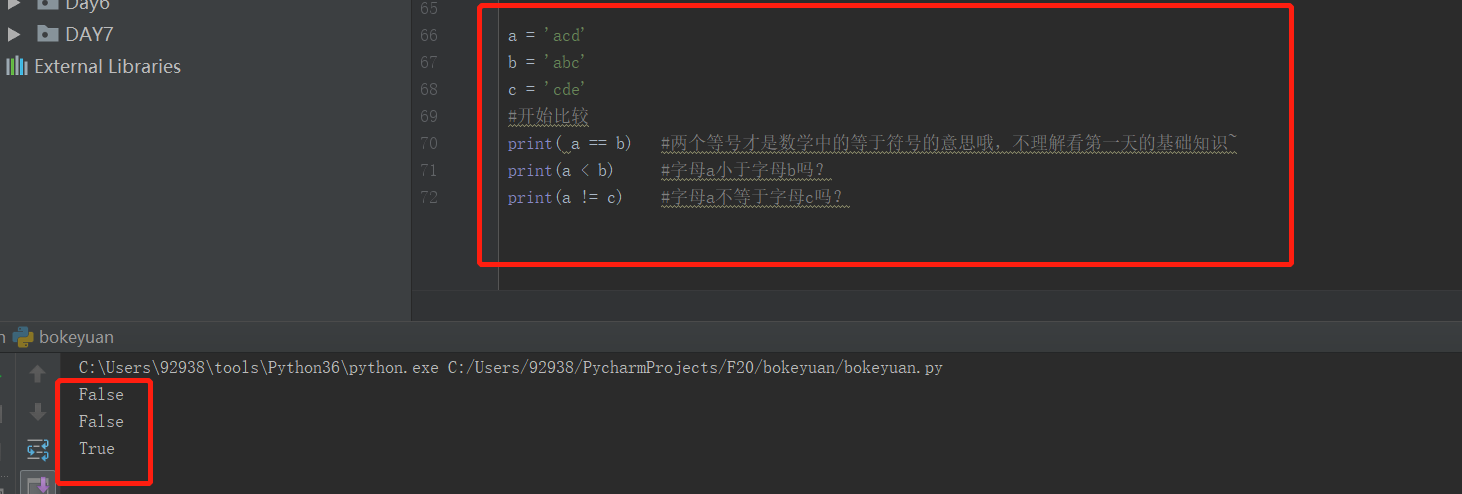 Day6
DAY7
External Libraries
65
66 a = 'acd'
67 b = 'abc'
68 c = 'cde'
69 #开始比较
70 print( a == b) #两个等号才是数学中的等于符号的意思哦，不理解看第一天的基础知识~
71 print(a < b) #字母a小于字母b吗？
72 print(a != c) #字母a不等于字母c吗？
bokeyuan
C:\Users\92938\tools\Python36\python.exe C:/Users/92938/PycharmProjects/F20/bokeyuan/bokeyuan.py
False
False
True